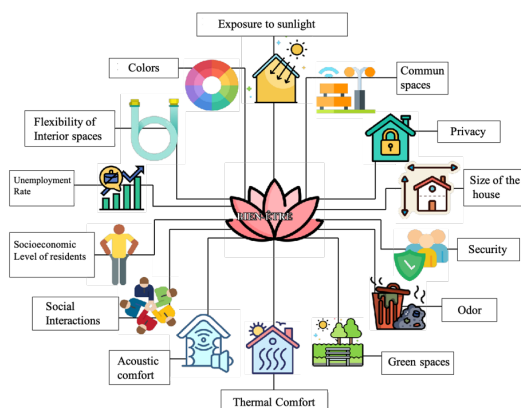 Exposure to sunlight
Colors
Commun
spaces
Flexibility of
Interior spaces
Privacy
Unemployment
Rate
Size of the
house
BIEN ÊTRE
Socioeconomic
Level of residents
Security
Social
Interactions
Odor
Acoustic
comfort
Green spaces
Thermal Comfort